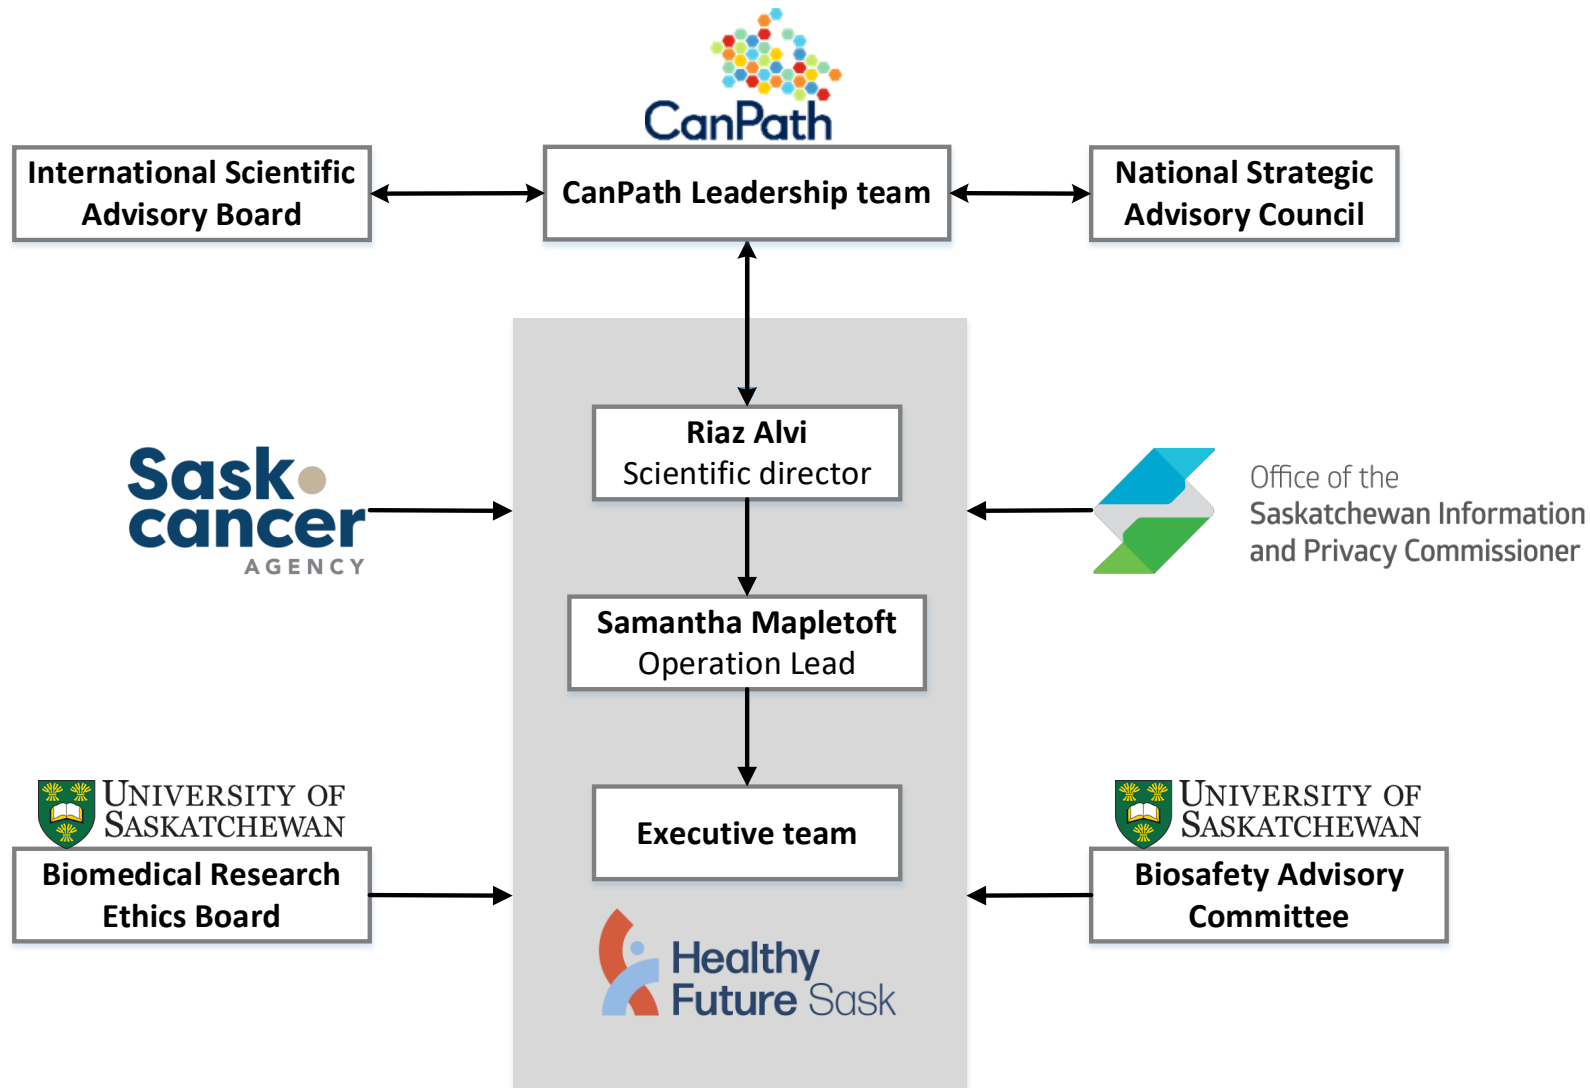 CanPath
International Scientific
Advisory Board
CanPath Leadership team
National Strategic
Advisory Council
Riaz Alvi
Scientific director
Sask
cancer
AGENCY
Office of the
Saskatchewan Information
and Privacy Commissioner
Samantha Mapletoft
Operation Lead
UNIVERSITY OF
SASKATCHEWAN
Biomedical Research
Ethics Board
Executive team
UNIVERSITY OF
SASKATCHEWAN
Biosafety Advisory
Committee
Healthy
Future Sask